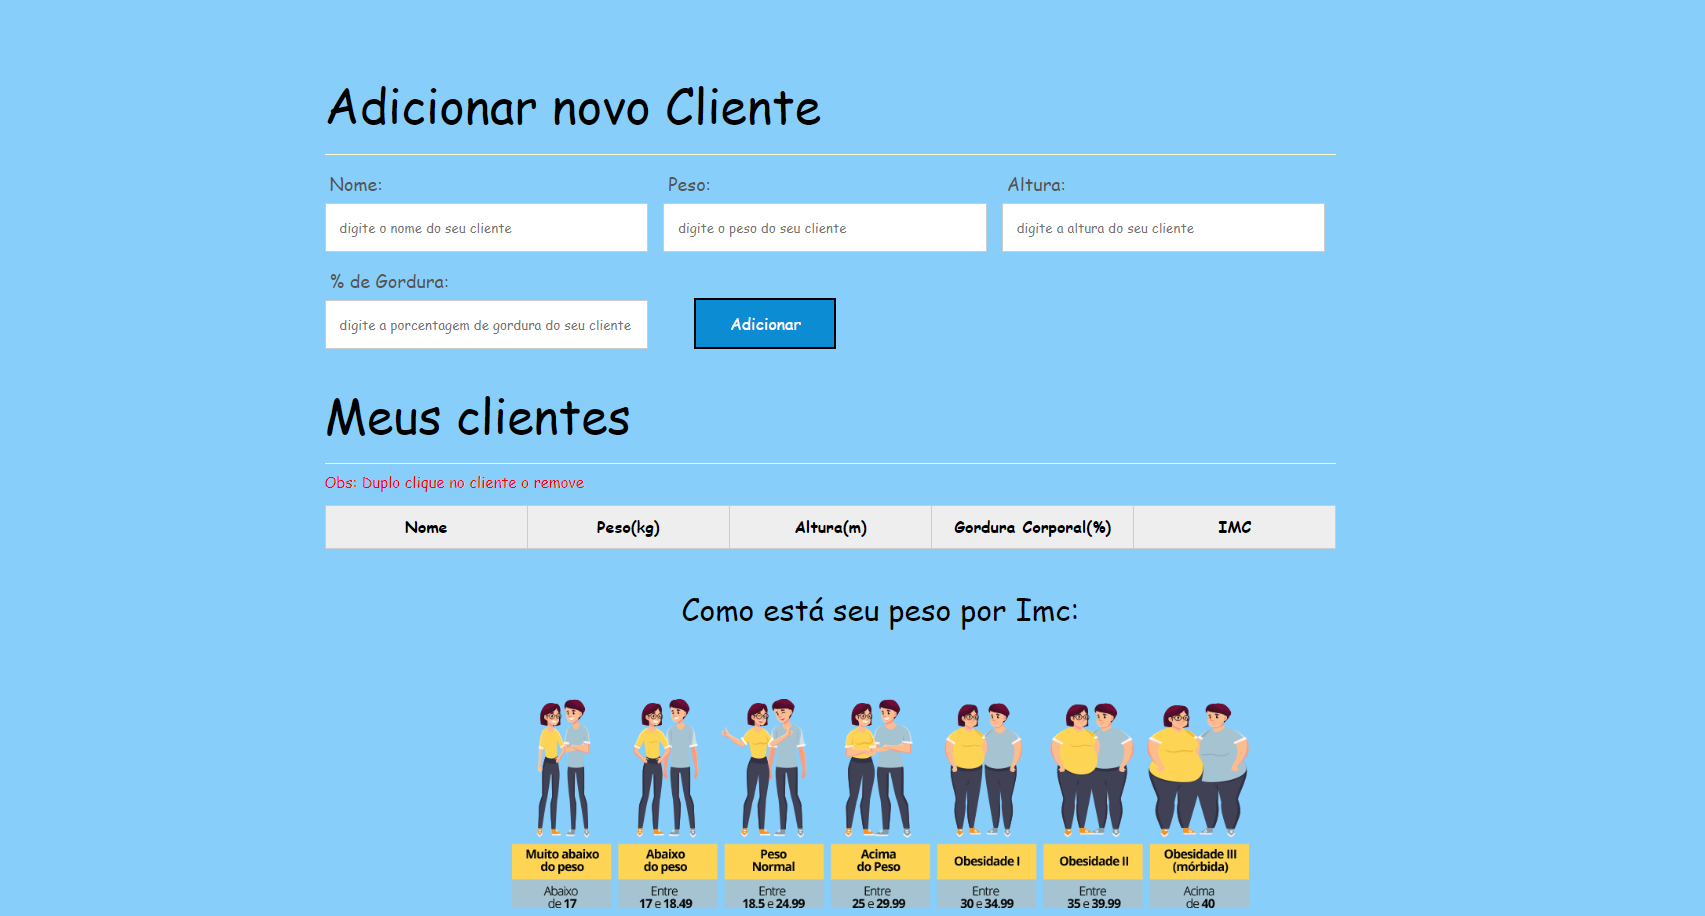 Adicionar novo Cliente
Nome: Peso: Altura:
digite o nome do seu cliente digite o peso do seu cliente digite a altura do seu cliente
% de Gordura:
digite a porcentagem de gordura do seu cliente Adicionar
Meus clientes
Obs: Duplo clique no cliente o remove
Nome Peso(kg) Altura(m) Gordura Corporal(%) IMC
Como está seu peso por Imc:
Muito abaixo
do peso
Abaixo
de 17
Abaixo
do peso
Entre
17 e 18.49
Peso
Normal
Entre
18.5 e 24.99
Acima
do Peso
Entre
25 e 29.99
Obesidade I
Entre
30 e 34.99
Obesidade II
Entre
35 e 39.99
Obesidade III
(mórbida)
Acima
de 40